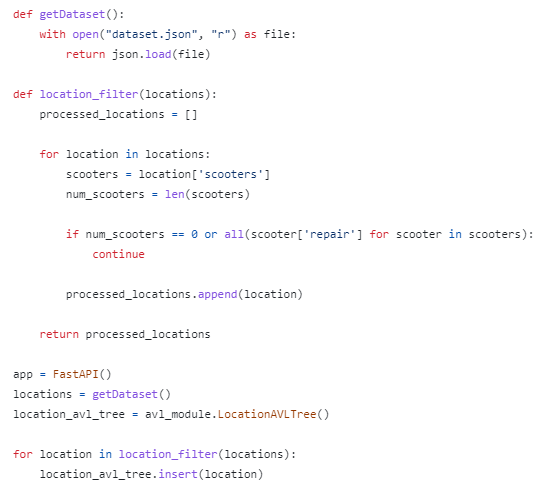 def getDataset():
    with open("dataset.json", "r") as file:
        return json.load(file)

def location_filter(locations):
    processed_locations = []

    for location in locations:
        scooters = location['scooters']
        num_scooters = len(scooters)

        if num_scooters == 0 or all(scooter['repair'] for scooter in scooters):
            continue

        processed_locations.append(location)

    return processed_locations

app = FastAPI()
locations = getDataset()
location_avl_tree = avl_module.LocationAVLTree()

for location in location_filter(locations):
    location_avl_tree.insert(location)